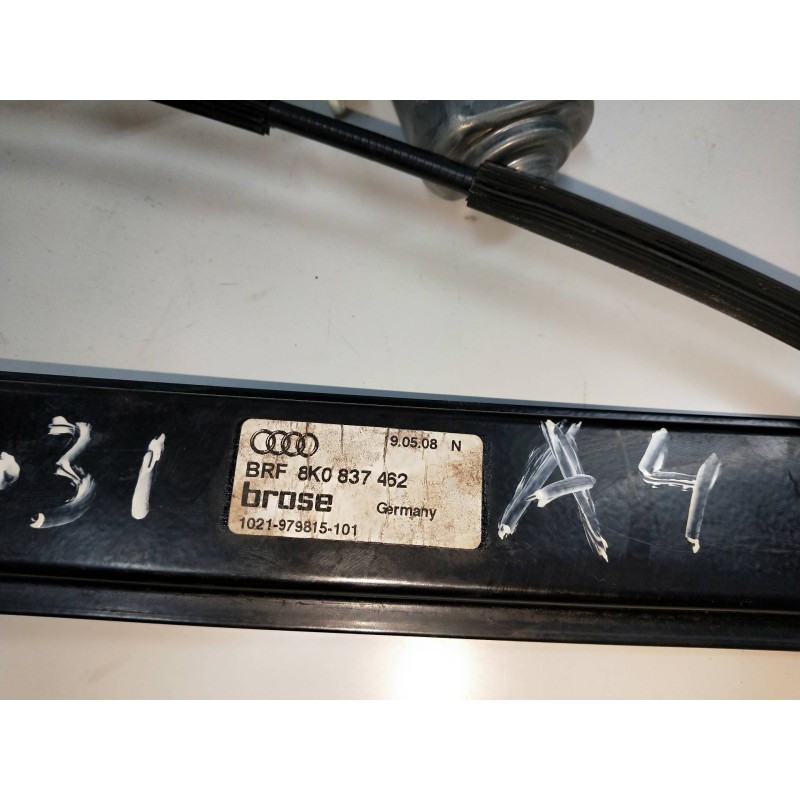 31
9.05.08 N
BRF 8K0 837 462
brose Germany
1021-979815-101
A4